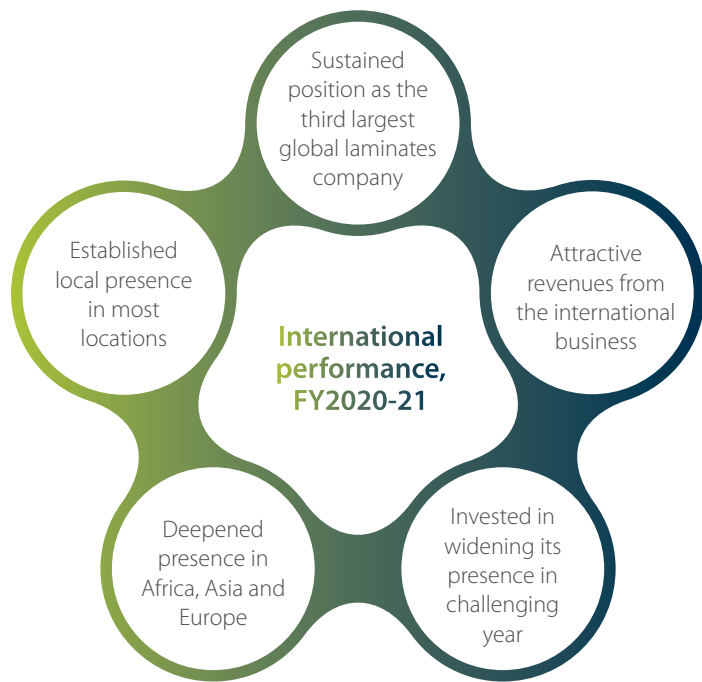 Sustained
position as the
third largest
global laminates
company
Attractive
revenues from
the international
business
Invested in
widening its
presence in
challenging
year
Deepened
presence in
Africa, Asia and
Europe
Established
local presence
in most
locations
International
performance,
FY2020-21